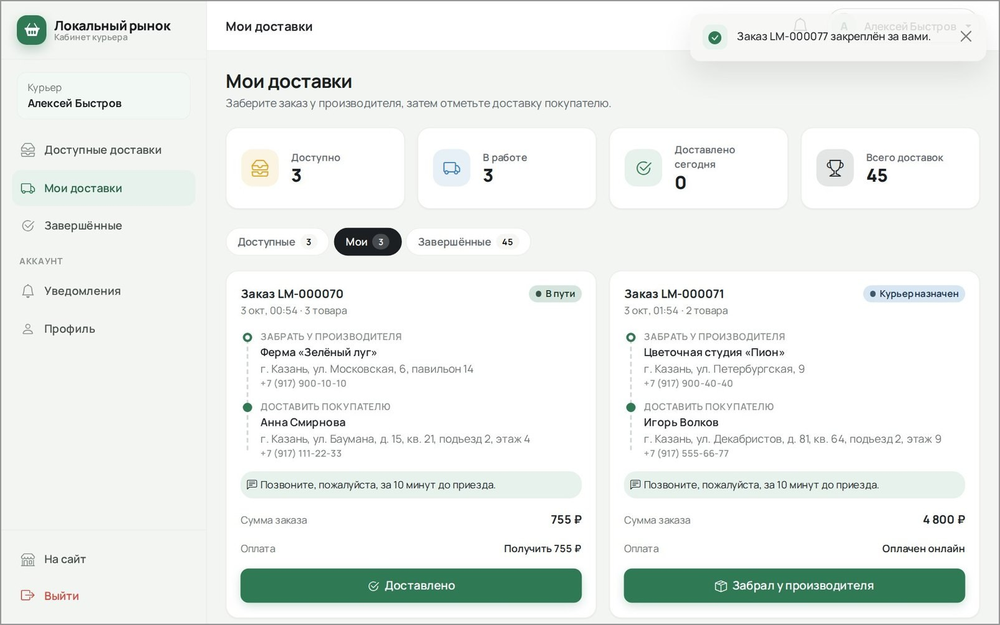 Локальный рынок
Кабинет курьера
Курьер
Алексей Быстров
Доступные доставки
Мои доставки
Завершённые
АККАУНТ
Уведомления
Профиль
На сайт
Выйти
Мои доставки
А Алексей Быстров
Заказ LM-000077 закреплён за вами.
Мои доставки
Заберите заказ у производителя, затем отметьте доставку покупателю.
Доступно
3
В работе
3
Доставлено
сегодня
0
Всего доставок
45
Доступные 3
Мои 3
Завершённые 45
Заказ LM-000070
В пути
3 окт, 00:54 · 3 товара
ЗАБРАТЬ У ПРОИЗВОДИТЕЛЯ
Ферма «Зелёный луг»
г. Казань, ул. Московская, 6, павильон 14
+7 (917) 900-10-10
ДОСТАВИТЬ ПОКУПАТЕЛЮ
Анна Смирнова
г. Казань, ул. Баумана, д. 15, кв. 21, подъезд 2, этаж 4
+7 (917) 111-22-33
Позвоните, пожалуйста, за 10 минут до приезда.
Сумма заказа 755 ₽
Оплата Получить 755 ₽
Доставлено
Заказ LM-000071
Курьер назначен
3 окт, 01:54 · 2 товара
ЗАБРАТЬ У ПРОИЗВОДИТЕЛЯ
Цветочная студия «Пион»
г. Казань, ул. Петербургская, 9
+7 (917) 900-40-40
ДОСТАВИТЬ ПОКУПАТЕЛЮ
Игорь Волков
г. Казань, ул. Декабристов, д. 81, кв. 64, подъезд 2, этаж 9
+7 (917) 555-66-77
Позвоните, пожалуйста, за 10 минут до приезда.
Сумма заказа 4 800 ₽
Оплата Оплачен онлайн
Забрал у производителя